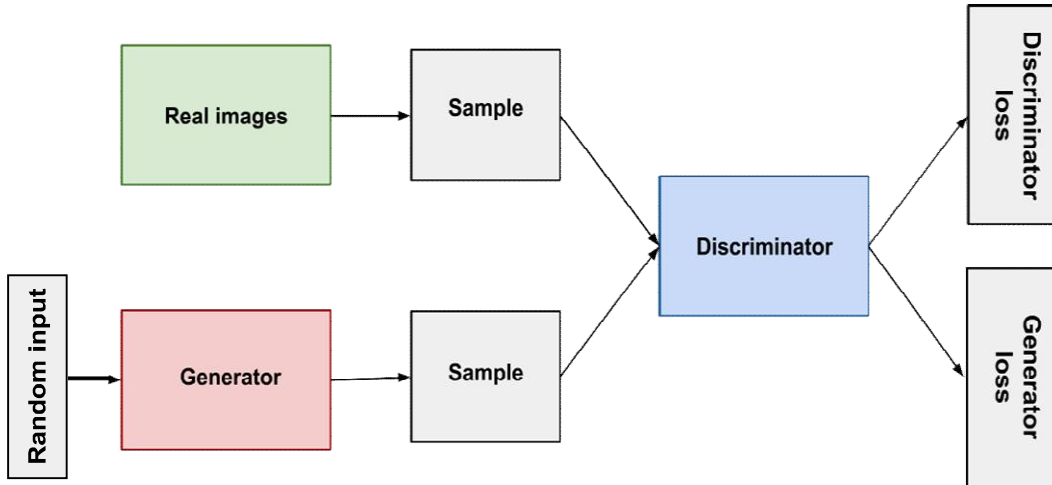 Real images
Sample
Discriminator
loss
Discriminator
Random input
Generator
Sample
Generator
loss